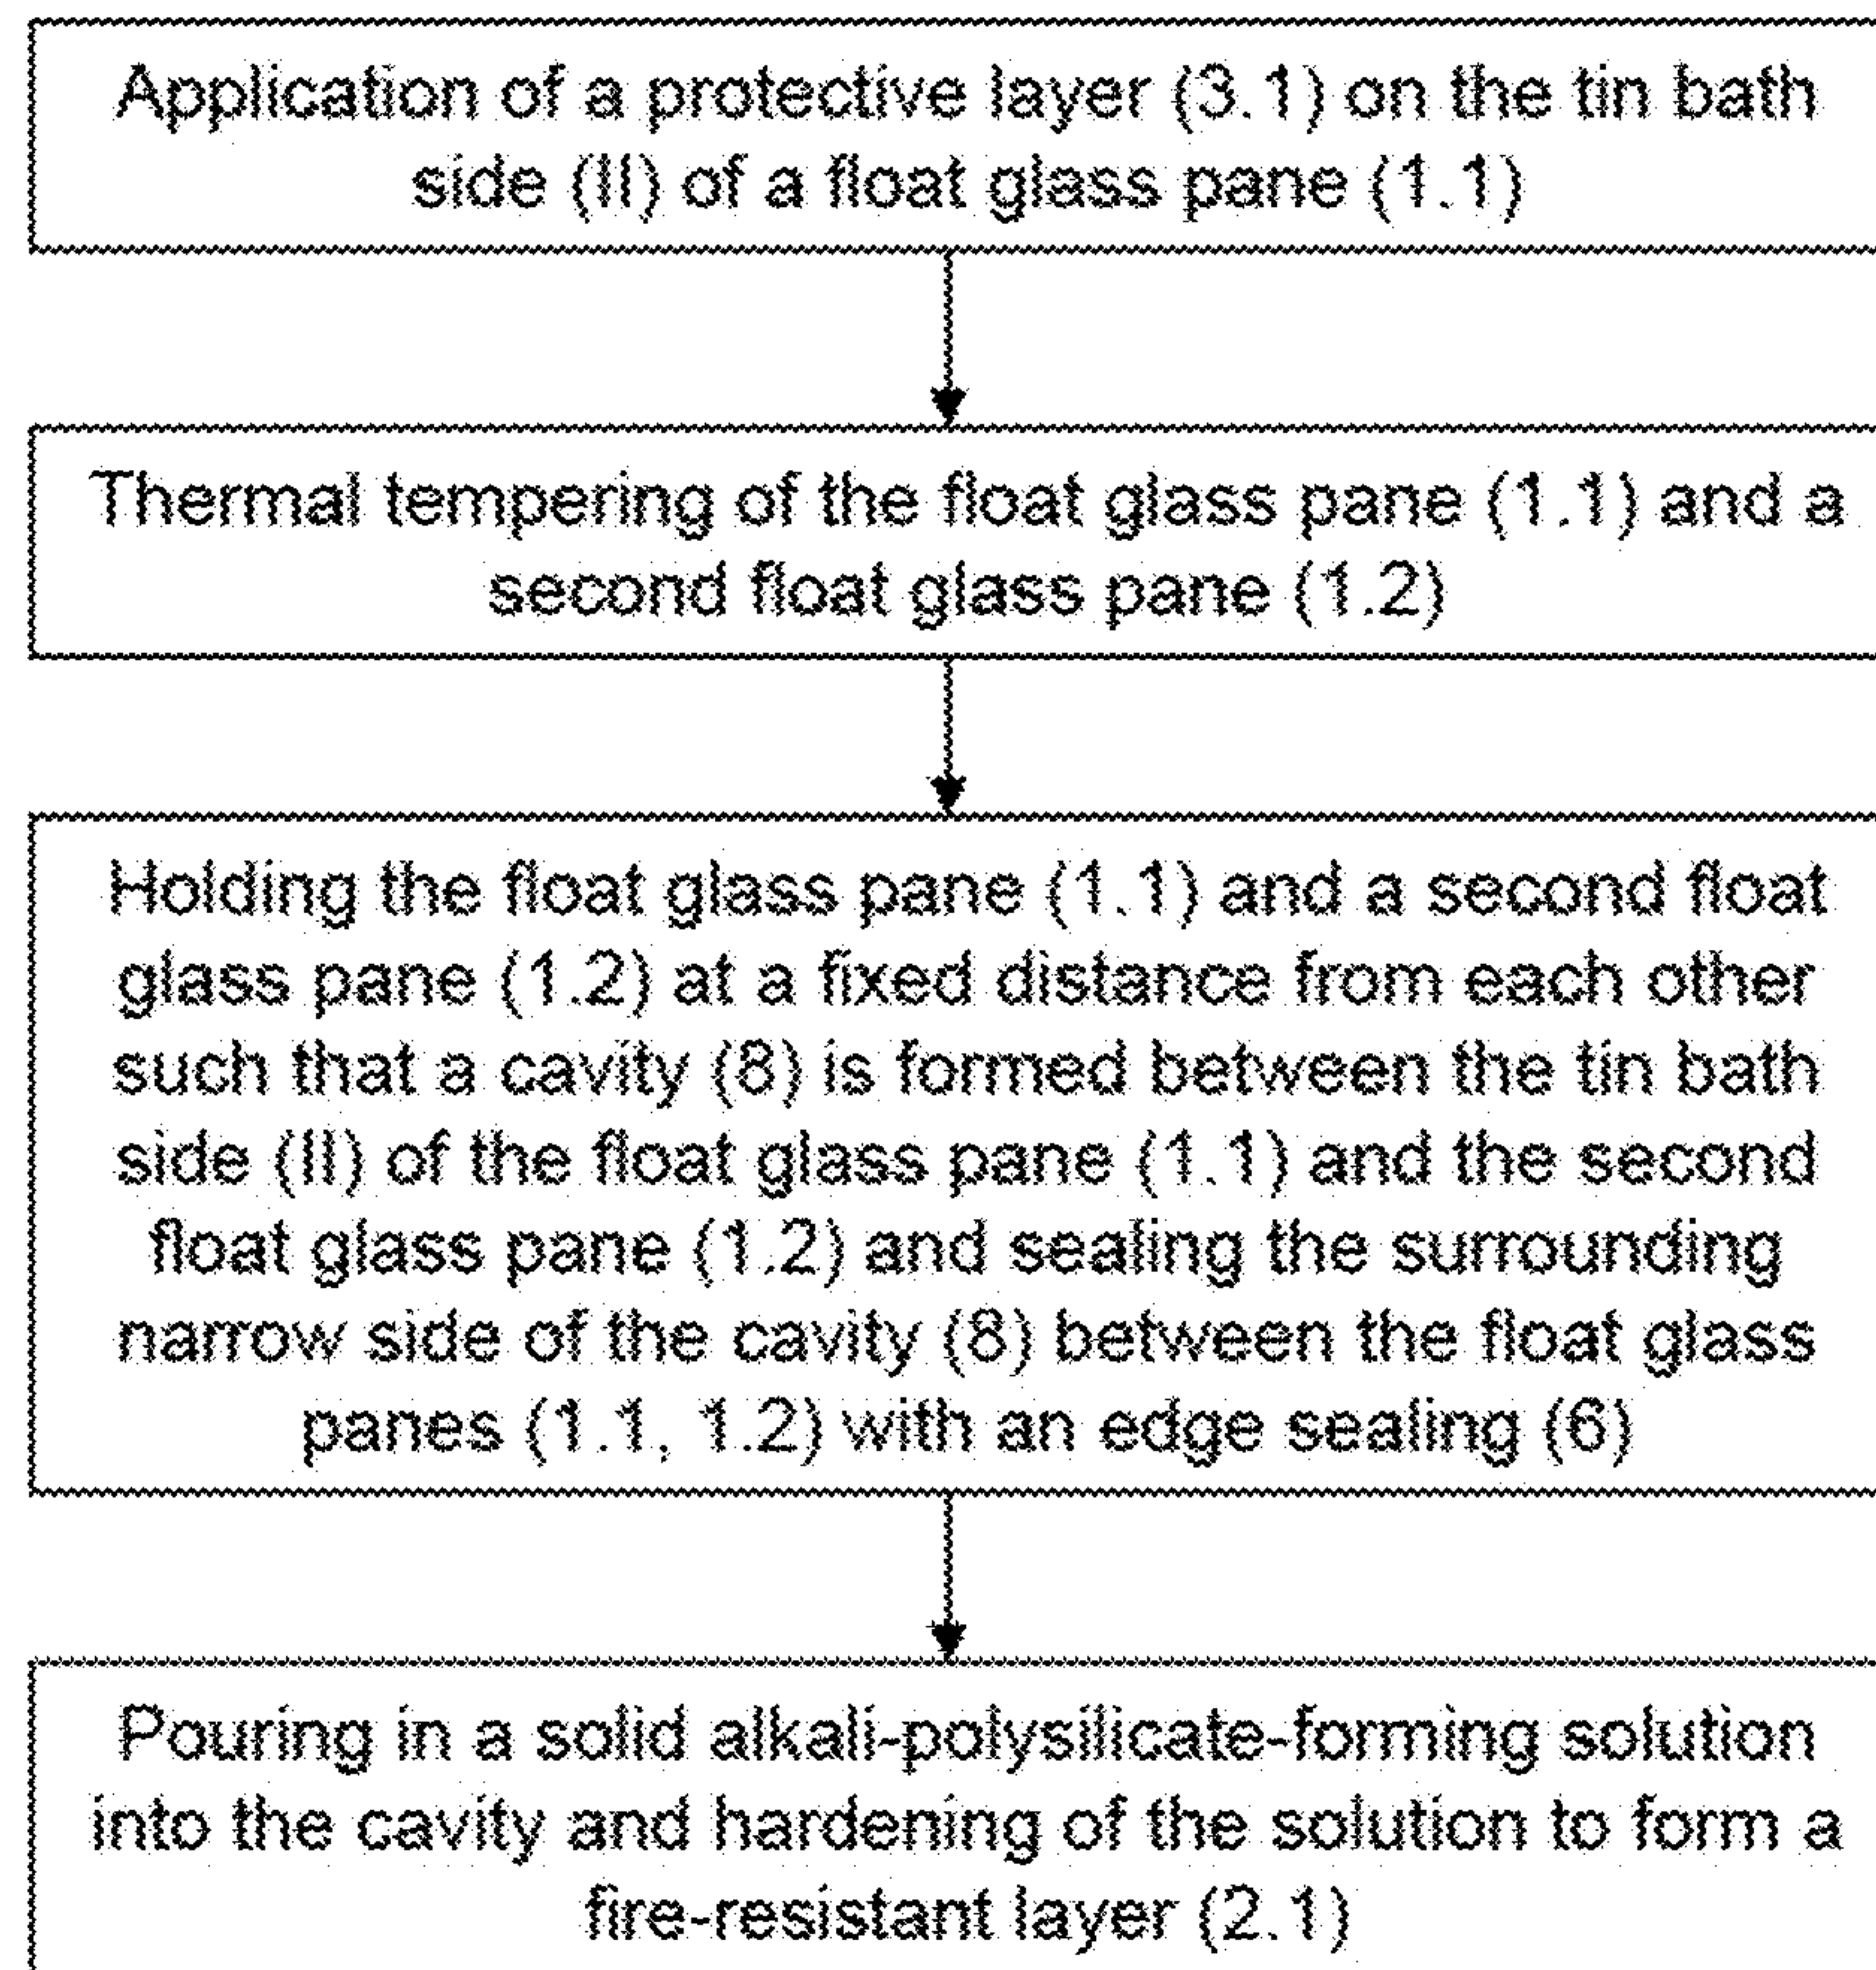 Application of a protective layer (3.1) on the tin bath
side (II) of a float glass pane (1.1)
Thermal tempering of the float glass pane (1.1) and a
second float glass pane (1.2)
Holding the float glass pane (1.1) and a second float
glass pane (1.2) at a fixed distance from each other
such that a cavity (8) is formed between the tin bath
side (II) of the float glass pane (1.1) and the second
float glass pane (1.2) and sealing the surrounding
narrow side of the cavity (8) between the float glass
panes (1.1, 1.2) with an edge sealing (6)
Pouring in a solid alkali-polysilicate-forming solution
into the cavity and hardening of the solution to form a
fire-resistant layer (2.1)